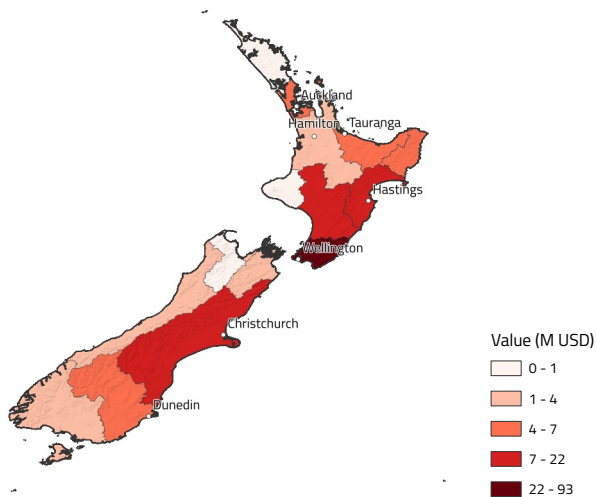 Auckland
Hamilton
Tauranga
Hastings
Wellington
Christchurch
Dunedin
Value (M USD)
0 - 1
1 - 4
4 - 7
7 - 22
22 - 93